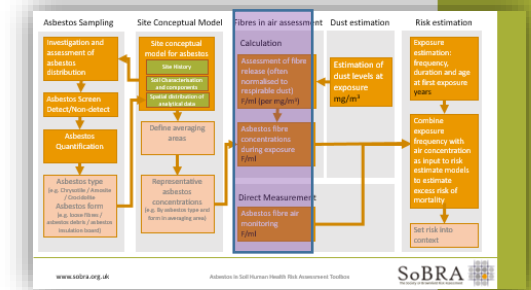 Asbestos Sampling
Site Conceptual Model
Fibres in air assessment
Dust estimation
Risk estimation
Investigation and
assessment of
asbestos
distribution
Asbestos Screen
Detect/Non-detect
Asbestos
Quantification
Asbestos type
(e.g. Chrysotile / Amosite /
Crocidolite)
Asbestos form
(e.g. loose fibres /
asbestos debris / asbestos
insulation board)
Site conceptual
model for asbestos
Site History
Soil Characterisation
and components
Spatial distribution of
analytical data
Define averaging
areas
Representative
asbestos
concentrations
(e.g. By asbestos type and
form in averaging area)
Calculation
Assessment of fibre
release (often
normalised to
respirable dust)
F/ml (per mg/m³)
Asbestos fibre
concentrations
during exposure
F/ml
Direct Measurement
Asbestos fibre air
monitoring
F/ml
Estimation of
dust levels at
exposure
mg/m³
Exposure
estimation:
frequency,
duration and age
at first exposure
years
Combine
exposure
frequency with
air concentration
as input to risk
estimate models
to estimate
excess risk of
mortality
Set risk into
context
www.sobra.org.uk
Asbestos in Soil Human Health Risk Assessment Toolbox
SoBRA